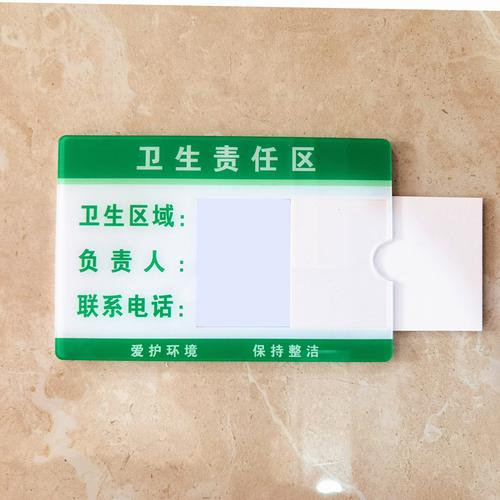 卫生责任区
卫生区域:
负责人:
联系电话:
爱护环境 保持整洁